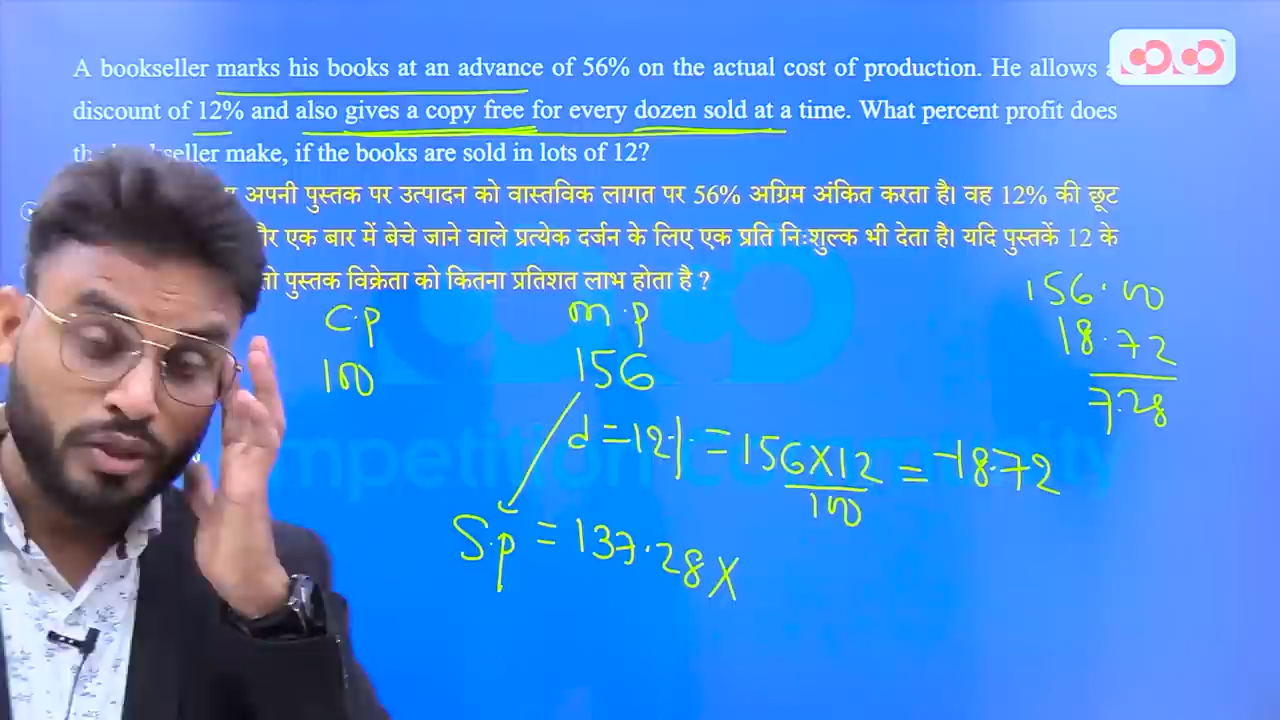 A bookseller marks his books at an advance of 56% on the actual cost of production. He allows
discount of 12% and also gives a copy free for every dozen sold at a time. What percent profit does
make, if the books are sold in lots of 12?
अपनी पुस्तक पर उत्पादन को वास्तविक लागत पर 56% अग्रिम अंकित करता है। वह 12% की छूट
एक बार में बेचे जाने वाले प्रत्येक दर्जन के लिए एक प्रति निःशुल्क भी देता है। यदि पुस्तकें 12 के
तो पुस्तक विक्रेता को कितना प्रतिशत लाभ होता है ?
C.P
100
M.P
156
d = 12% = 156 X 12 / 100 = -18.72
S.p = 137.28 X
156.00
18.72
7.28